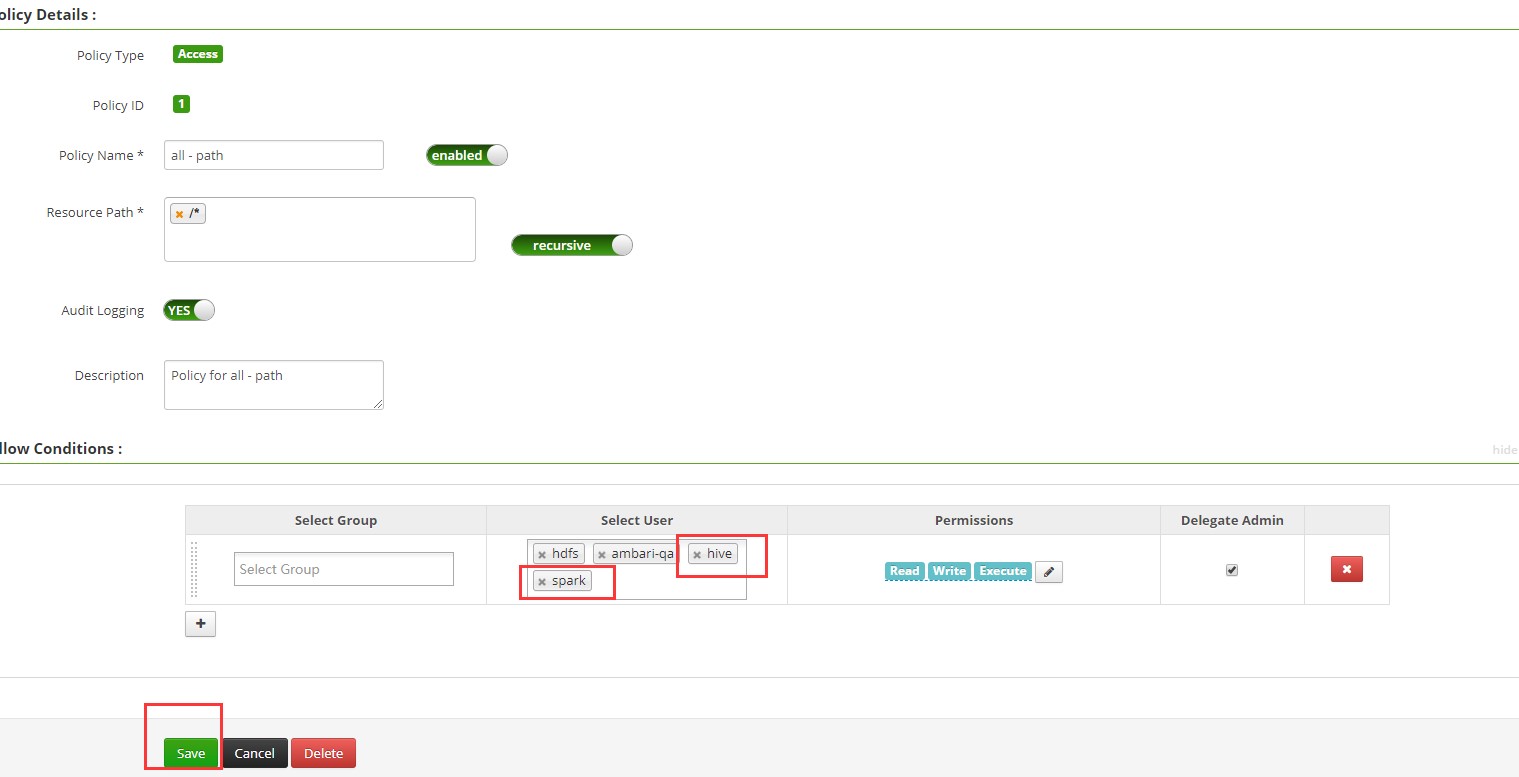 olicy Details :
Policy Type Access
Policy ID 1
Policy Name * all - path enabled
Resource Path * ✖ /*
recursive
Audit Logging YES
Description Policy for all - path
llow Conditions :
hide
Select Group Select User Permissions Delegate Admin
Select Group
✖ hdfs ✖ ambari-qa ✖ hive
✖ spark
Read Write Execute
+
Save Cancel Delete